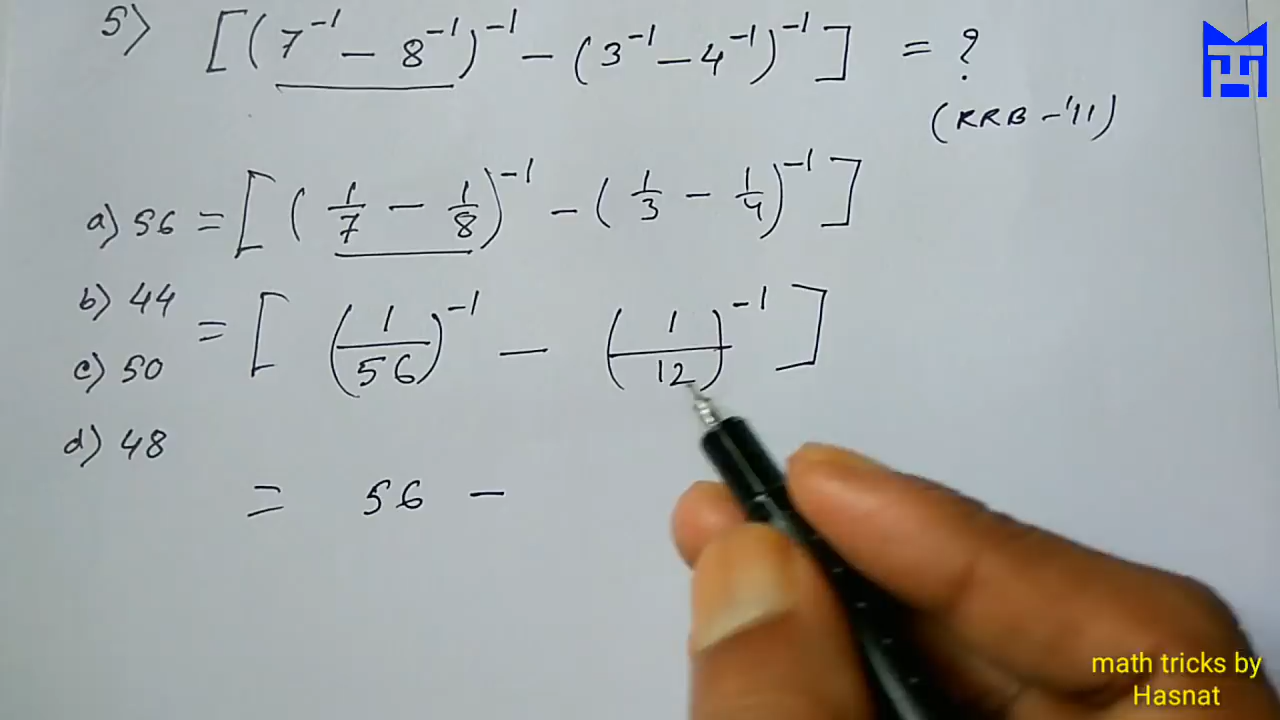 5) [(7⁻¹ – 8⁻¹)⁻¹ – (3⁻¹ – 4⁻¹)⁻¹] = ?
(RRB – '11)
a) 56 = [(1/7 – 1/8)⁻¹ – (1/3 – 1/4)⁻¹]
b) 44
= [(1/56)⁻¹ – (1/12)⁻¹]
c) 50
d) 48
= 56 –
math tricks by
Hasnat